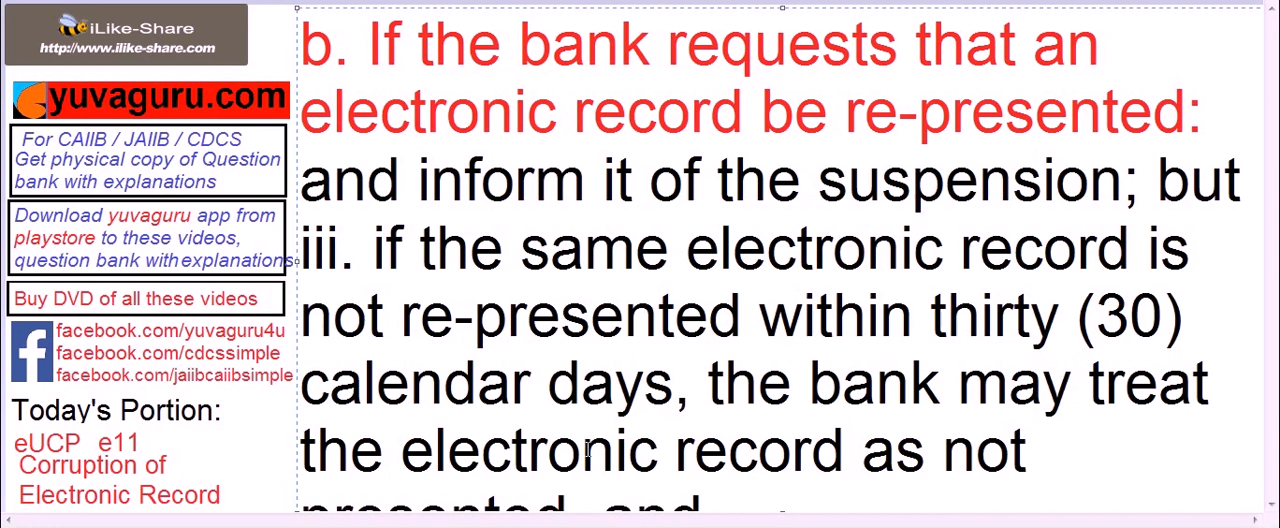 iLike-Share
http://www.ilike-share.com
yuvaguru.com
For CAIIB / JAIIB / CDCS
Get physical copy of Question
bank with explanations
Download yuvaguru app from
playstore to these videos,
question bank with explanations
Buy DVD of all these videos
facebook.com/yuvaguru4u
facebook.com/cdcssimple
facebook.com/jaiibcaiibsimple
Today's Portion:
eUCP e11
Corruption of
Electronic Record
b. If the bank requests that an
electronic record be re-presented:
and inform it of the suspension; but
iii. if the same electronic record is
not re-presented within thirty (30)
calendar days, the bank may treat
the electronic record as not
presented, and